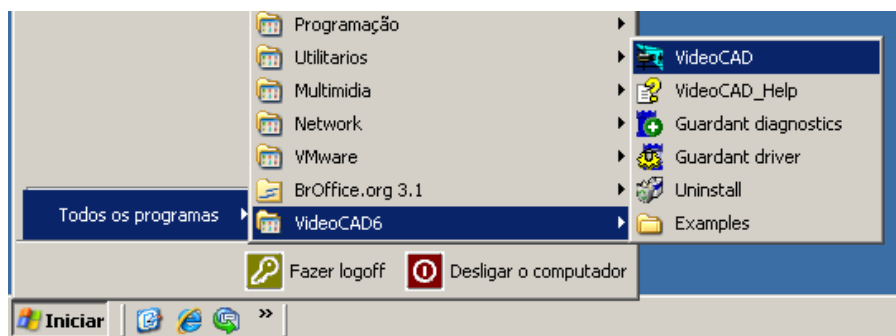 Programação
Utilitarios
Multimidia
Network
VMware
BrOffice.org 3.1
Todos os programas
VideoCAD6
VideoCAD
VideoCAD_Help
Guardant diagnostics
Guardant driver
Uninstall
Examples
Fazer logoff
Desligar o computador
Iniciar
»